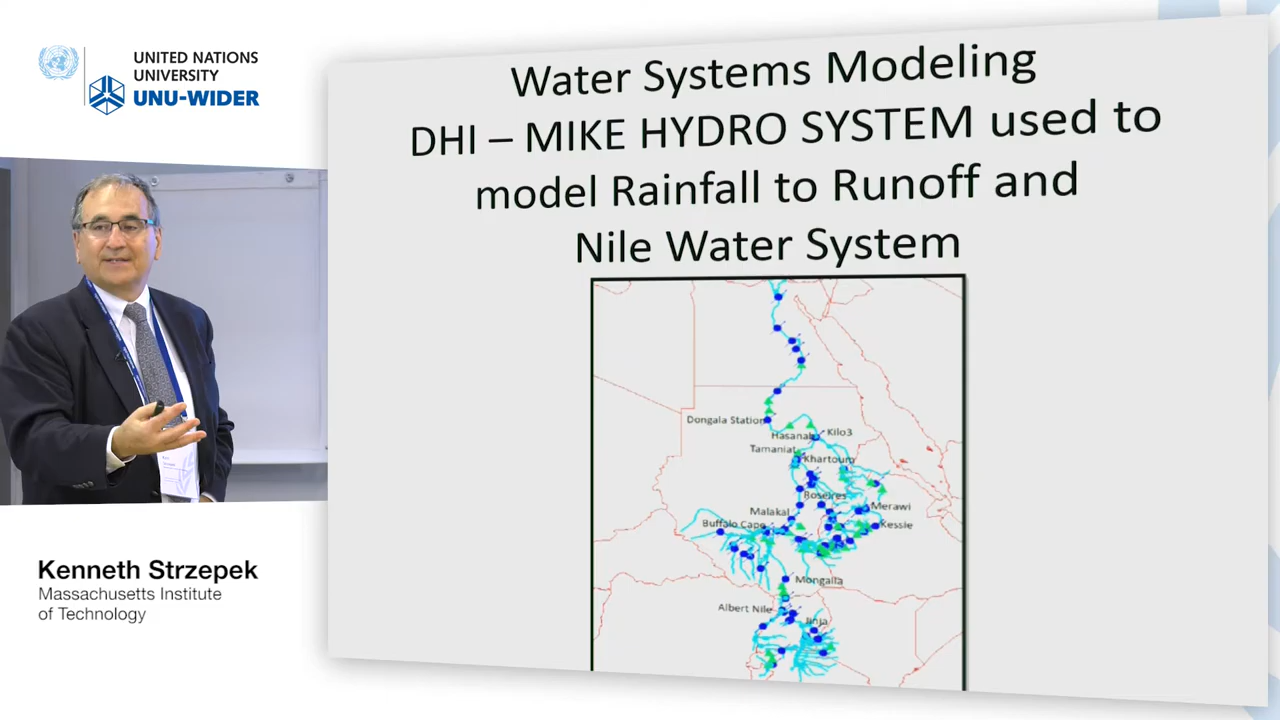 UNITED NATIONS
UNIVERSITY
UNU-WIDER
Water Systems Modeling
DHI – MIKE HYDRO SYSTEM used to
model Rainfall to Runoff and
Nile Water System
Dongala Station
Hasanab
Kilo3
Tamaniat
Khartoum
Roseires
Merawi
Malakal
Buffalo Cape
Kessie
Mongalla
Albert Nile
Jinja
Kenneth Strzepek
Massachusetts Institute
of Technology